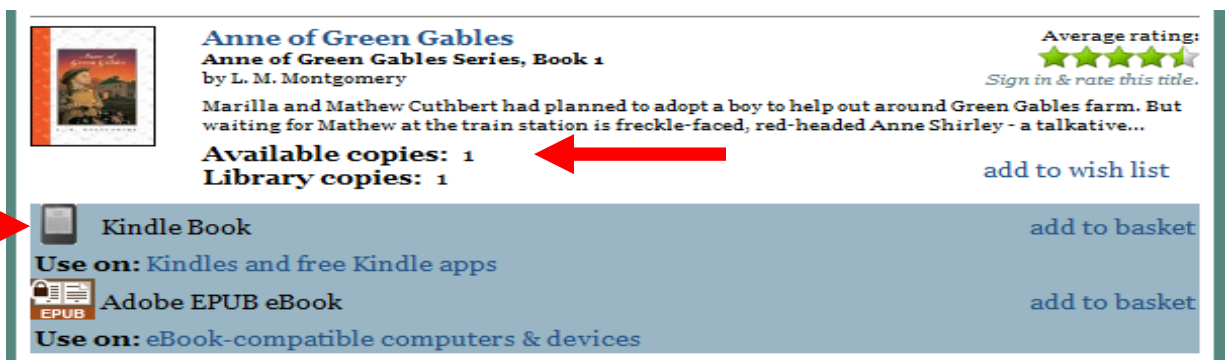 Anne of Green Gables
Average rating:
Anne of Green Gables Series, Book 1
by L. M. Montgomery
Sign in & rate this title.
Marilla and Mathew Cuthbert had planned to adopt a boy to help out around Green Gables farm. But
waiting for Mathew at the train station is freckle-faced, red-headed Anne Shirley - a talkative...
Available copies: 1
Library copies: 1
add to wish list
Kindle Book
add to basket
Use on: Kindles and free Kindle apps
EPUB
Adobe EPUB eBook
add to basket
Use on: eBook-compatible computers & devices